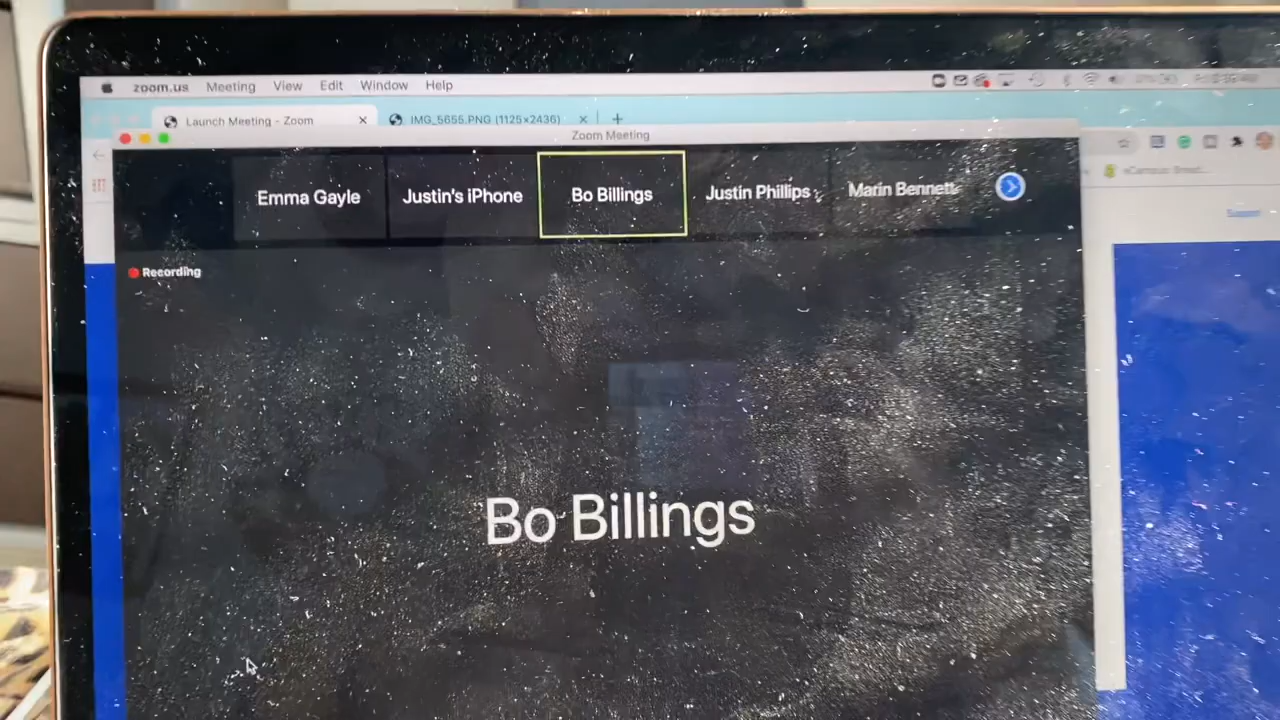 zoom.us Meeting View Edit Window Help
Launch Meeting - Zoom
IMG_5655.PNG (1125×2436)
Zoom Meeting
Emma Gayle
Justin's iPhone
Bo Billings
Justin Phillips
Marin Bennett
Recording
Support
Bo Billings